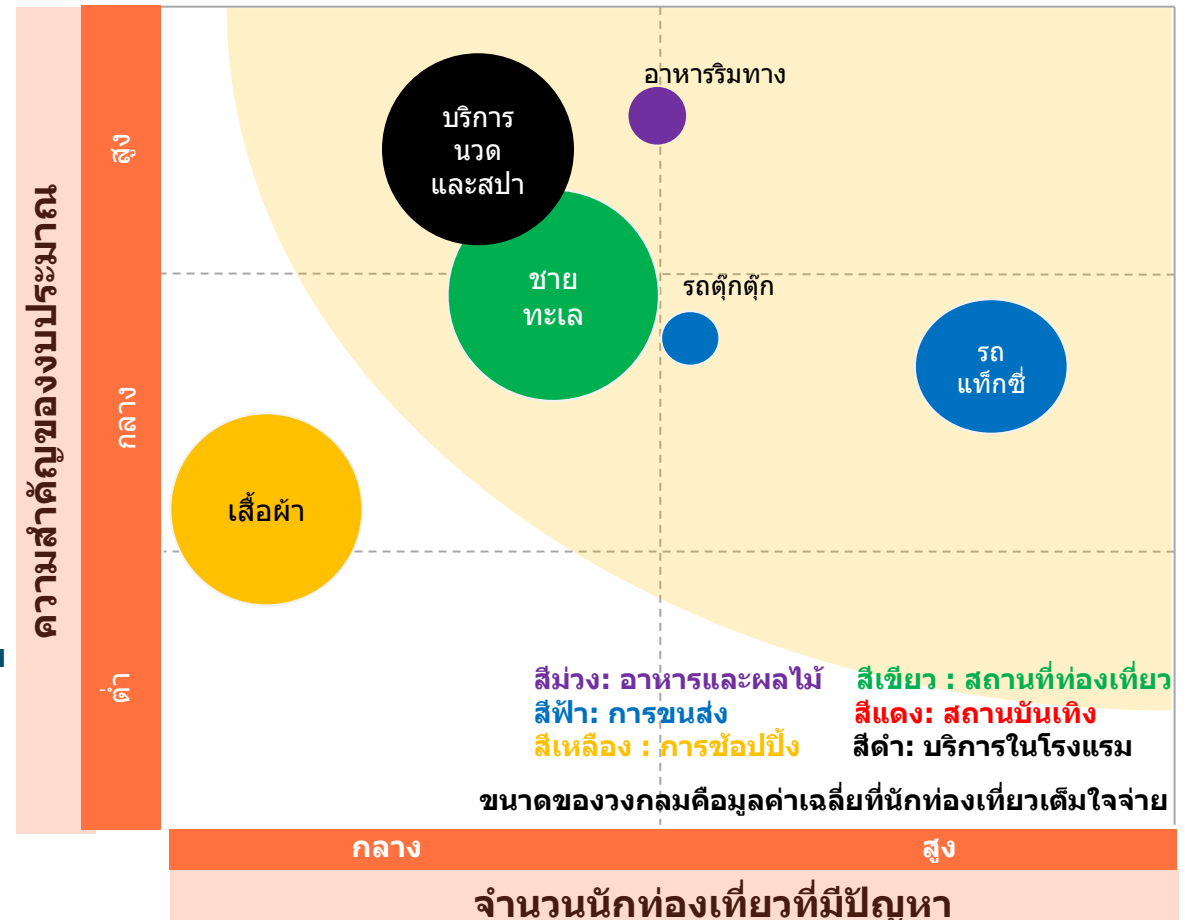 ความสำคัญของงบประมาณ
สูง
กลาง
ต่ำ
อาหารริมทาง
บริการ
นวด
และสปา
ชาย
ทะเล
รถตุ๊กตุ๊ก
รถ
แท็กซี่
เสื้อผ้า
สีม่วง: อาหารและผลไม้
สีเขียว : สถานที่ท่องเที่ยว
สีฟ้า: การขนส่ง
สีแดง: สถานบันเทิง
สีเหลือง : การช้อปปิ้ง
สีดำ: บริการในโรงแรม
ขนาดของวงกลมคือมูลค่าเฉลี่ยที่นักท่องเที่ยวเต็มใจจ่าย
กลาง
สูง
จำนวนนักท่องเที่ยวที่มีปัญหา